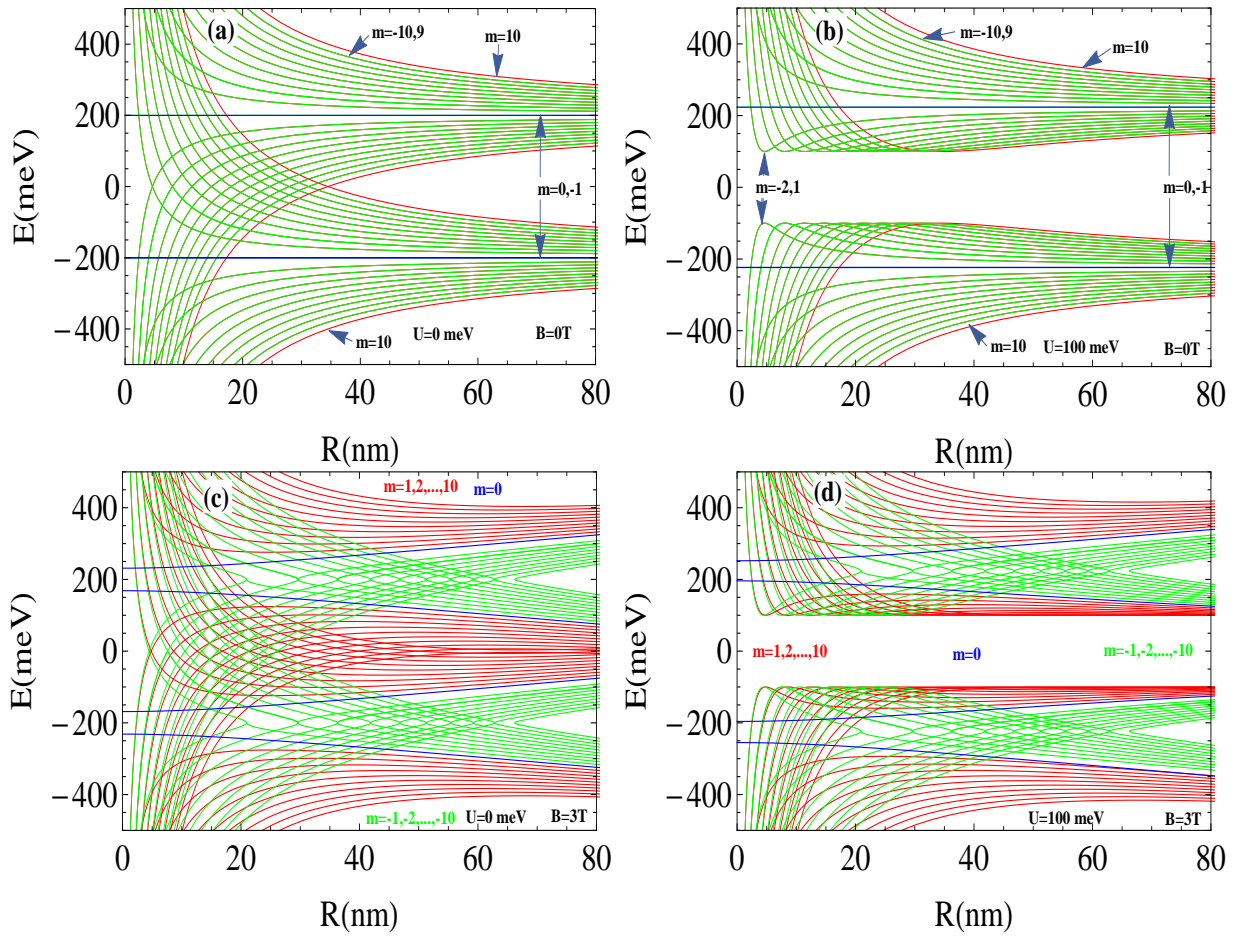 (a)
m=-10,9
m=10
m=0,-1
m=10
U=0 meV
B=0T
E(meV)
400
200
0
−200
−400
0
20
40
60
80
R(nm)
(b)
m=-10,9
m=10
m=-2,1
m=0,-1
m=10
U=100 meV
B=0T
E(meV)
400
200
0
−200
−400
0
20
40
60
80
R(nm)
(c)
m=1,2,...,10
m=0
m=-1,-2,...,-10
U=0 meV
B=3T
E(meV)
400
200
0
−200
−400
0
20
40
60
80
R(nm)
(d)
m=1,2,...,10
m=0
m=-1,-2,...,-10
U=100 meV
B=3T
E(meV)
400
200
0
−200
−400
0
20
40
60
80
R(nm)